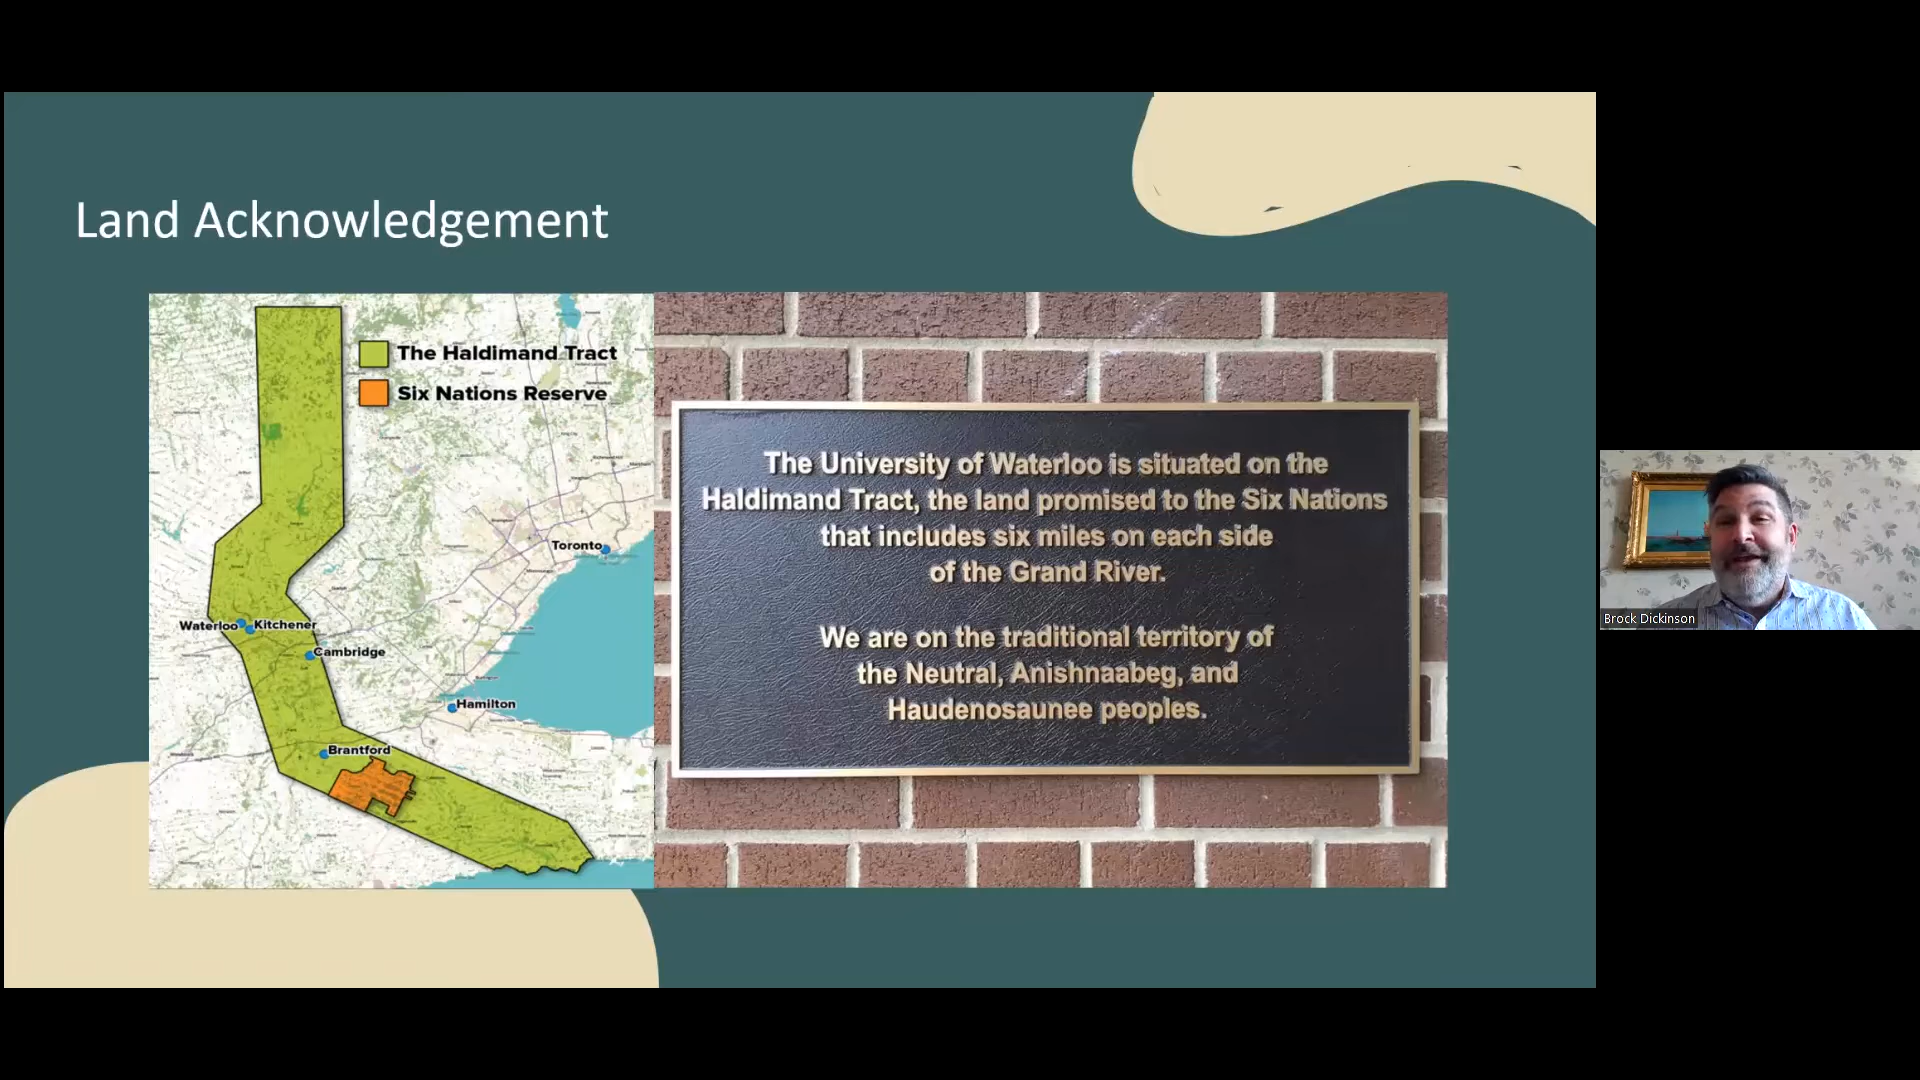 Land Acknowledgement
The Haldimand Tract
Six Nations Reserve
Toronto
Waterloo
Kitchener
Cambridge
Hamilton
Brantford
The University of Waterloo is situated on the
Haldimand Tract, the land promised to the Six Nations
that includes six miles on each side
of the Grand River.
We are on the traditional territory of
the Neutral, Anishnaabeg, and
Haudenosaunee peoples.
Brock Dickinson